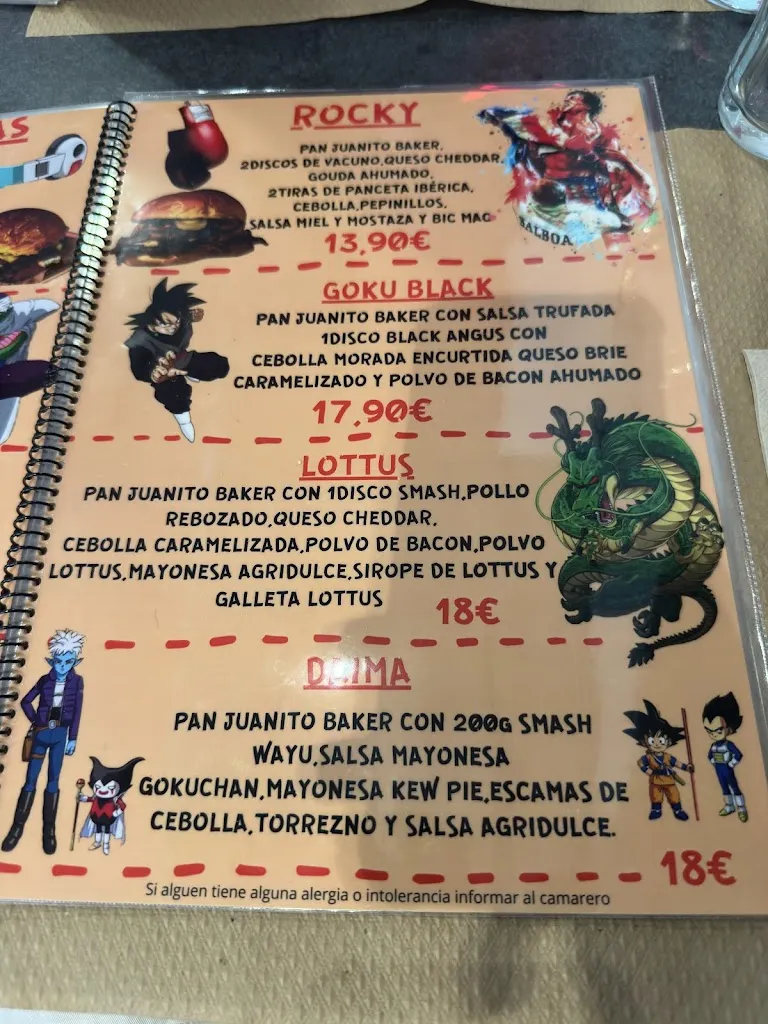 AS
ROCKY
PAN JUANITO BAKER,
2DISCOS DE VACUNO,QUESO CHEDDAR,
GOUDA AHUMADO,
2TIRAS DE PANCETA IBÉRICA,
CEBOLLA,PEPINILLOS,
SALSA MIEL Y MOSTAZA Y BIC MAC
13,90€
BALBOA
GOKU BLACK
PAN JUANITO BAKER CON SALSA TRUFADA
1DISCO BLACK ANGUS CON
CEBOLLA MORADA ENCURTIDA QUESO BRIE
CARAMELIZADO Y POLVO DE BACON AHUMADO
17,90€
LOTTUS
PAN JUANITO BAKER CON 1DISCO SMASH,POLLO
REBOZADO,QUESO CHEDDAR,
CEBOLLA CARAMELIZADA,POLVO DE BACON,POLVO
LOTTUS,MAYONESA AGRIDULCE,SIROPE DE LOTTUS Y
GALLETA LOTTUS
18€
DAIMA
PAN JUANITO BAKER CON 200G SMASH
WAYU,SALSA MAYONESA
GOKUCHAN,MAYONESA KEW PIE,ESCAMAS DE
CEBOLLA,TORREZNO Y SALSA AGRIDULCE.
18€
Si alguen tiene alguna alergia o intolerancia informar al camarero